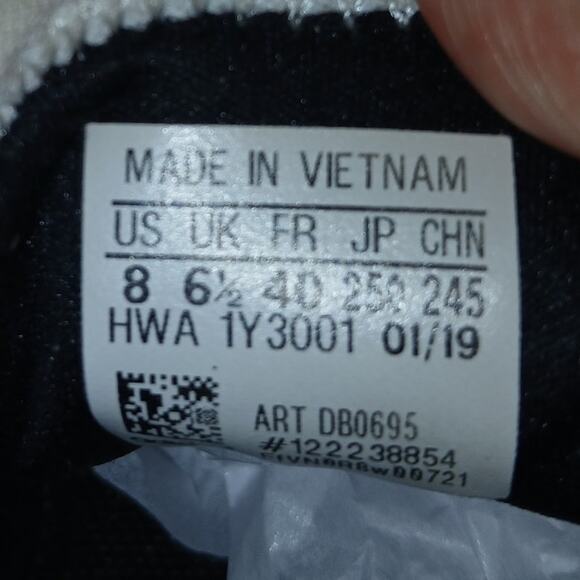 MADE IN VIETNAM
US UK FR JP CHN
8 6½ 40 250 245
HWA 1Y3001 01/19
ART DB0695
#122238854